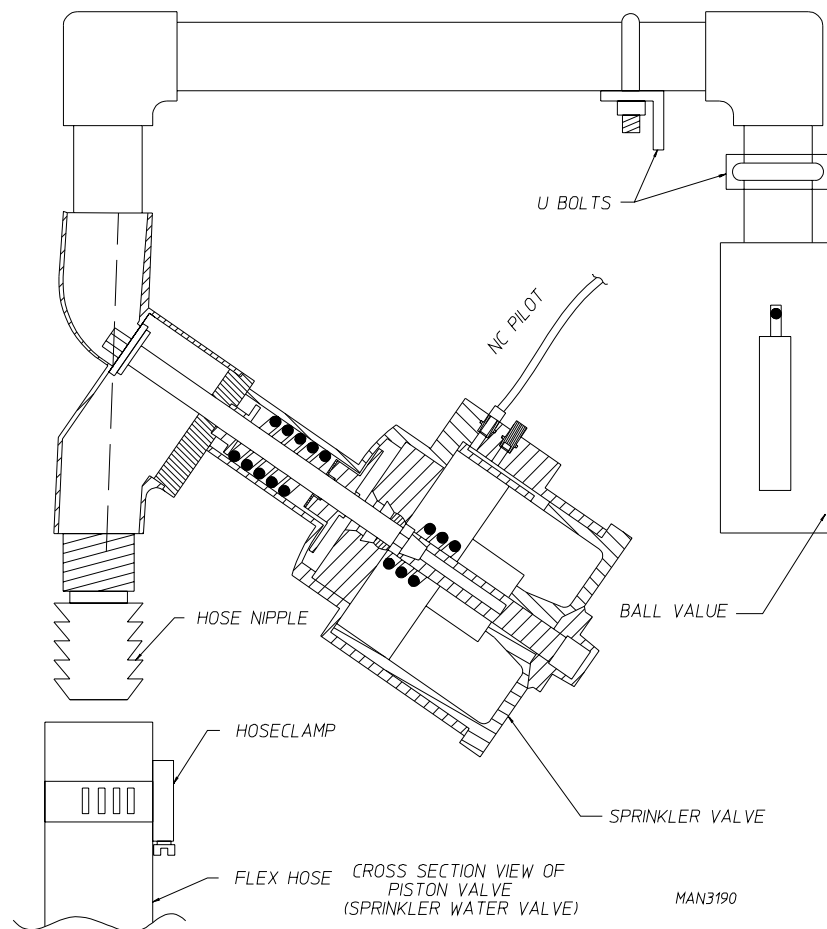 U BOLTS
NC PILOT
HOSE NIPPLE
BALL VALUE
HOSECLAMP
SPRINKLER VALVE
FLEX HOSE
CROSS SECTION VIEW OF
PISTON VALVE
(SPRINKLER WATER VALVE)
MAN3190